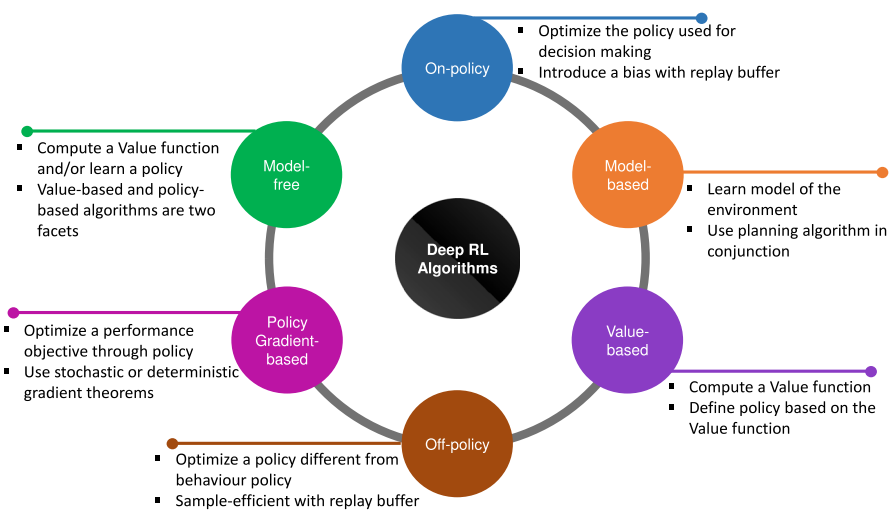 On-policy
▪ Optimize the policy used for
decision making
▪ Introduce a bias with replay buffer
Model-
based
▪ Learn model of the
environment
▪ Use planning algorithm in
conjunction
Value-
based
▪ Compute a Value function
▪ Define policy based on the
Value function
Off-policy
▪ Optimize a policy different from
behaviour policy
▪ Sample-efficient with replay buffer
Policy
Gradient-
based
▪ Optimize a performance
objective through policy
▪ Use stochastic or deterministic
gradient theorems
Model-
free
▪ Compute a Value function
and/or learn a policy
▪ Value-based and policy-
based algorithms are two
facets
Deep RL
Algorithms